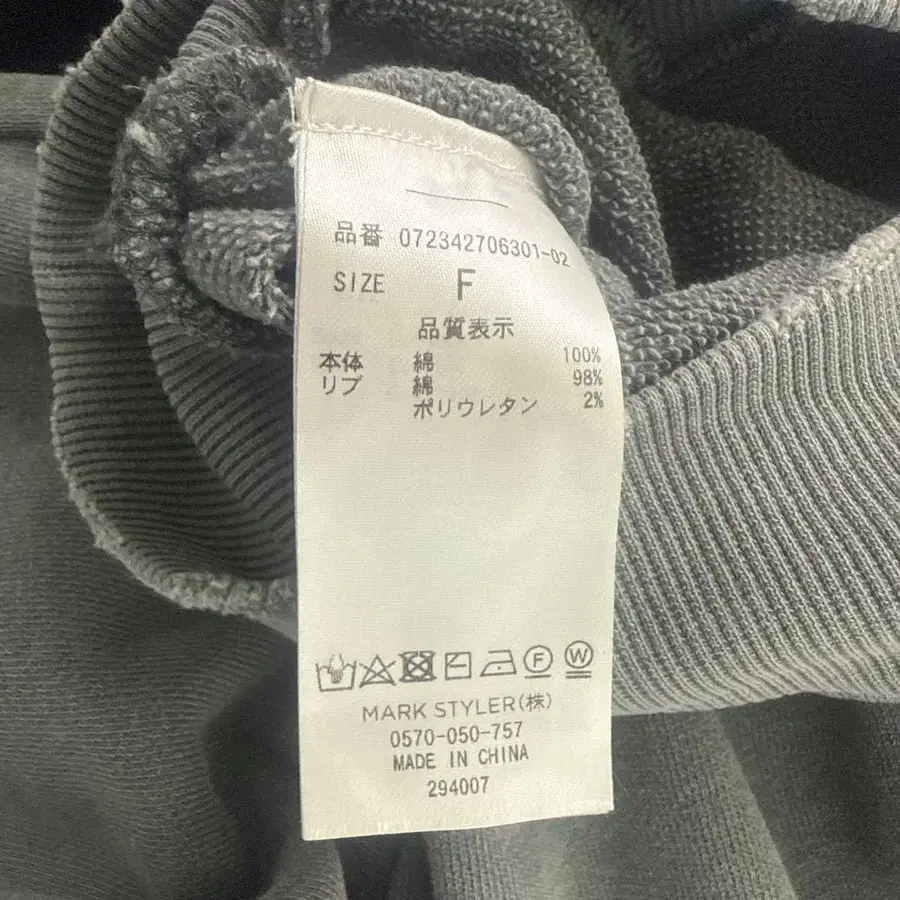 品番 072342706301-02
SIZE F
品質表示
本体 綿 100%
リブ 綿 98%
ポリウレタン 2%
F W
MARK STYLER(株)
0570-050-757
MADE IN CHINA
294007